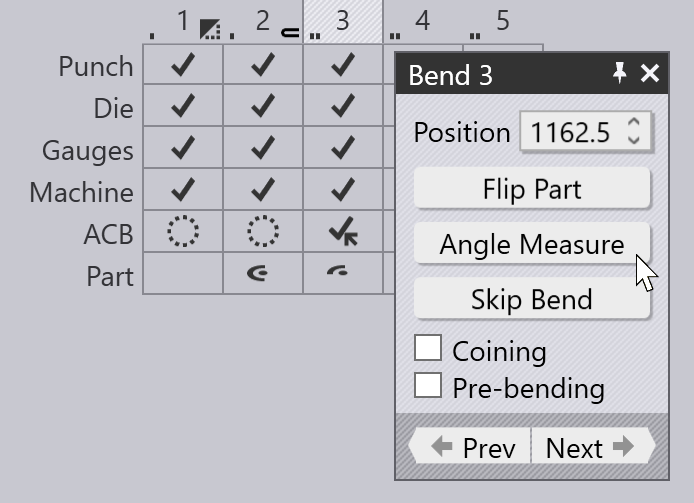 1 2 3 4 5
Punch
Die
Gauges
Machine
ACB
Part
Bend 3
Position 1162.5
Flip Part
Angle Measure
Skip Bend
Coining
Pre-bending
Prev Next